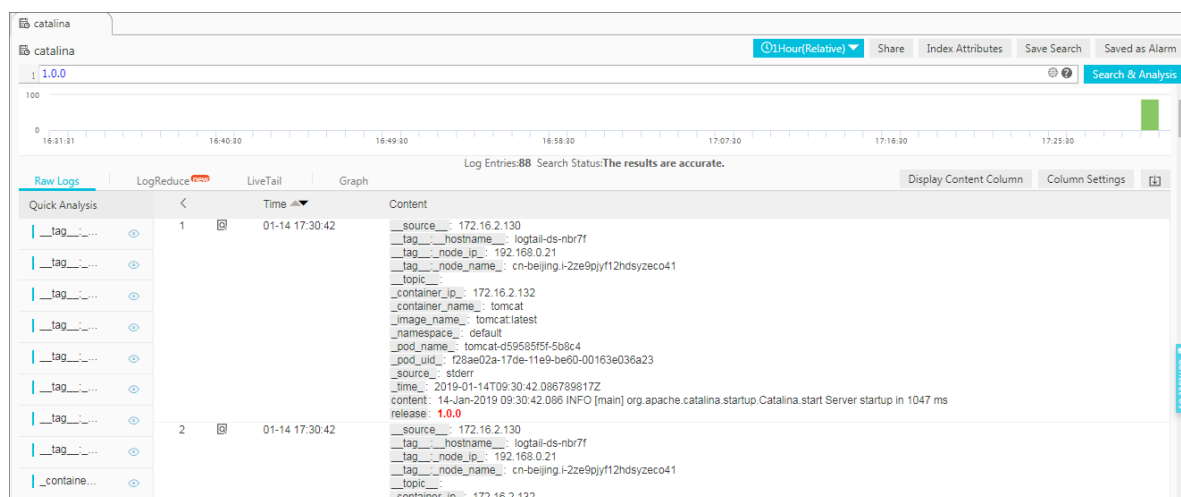 catalina
catalina
1Hour(Relative) Share Index Attributes Save Search Saved as Alarm
1 1.0.0
Search & Analysis
100
0
16:31:31 16:40:30 16:49:30 16:58:30 17:07:30 17:16:30 17:25:30
Log Entries:88 Search Status:The results are accurate.
Raw Logs LogReduce new LiveTail Graph Display Content Column Column Settings
Quick Analysis < Time Content
__tag__:_...
__tag__:_...
__tag__:_...
__tag__:_...
__tag__:_...
__tag__:_...
__tag__:_...
__tag__:_...
_containe...
1 01-14 17:30:42
__source__: 172.16.2.130
__tag__:__hostname__: logtail-ds-nbr7f
__tag__:_node_ip_: 192.168.0.21
__tag__:_node_name_: cn-beijing.i-2ze9pjyf12hdsyzeco41
__topic__:
_container_ip_: 172.16.2.132
_container_name_: tomcat
_image_name_: tomcat:latest
_namespace_: default
_pod_name_: tomcat-d59585f5f-5b8c4
_pod_uid_: f28ae02a-17de-11e9-be60-00163e036a23
_source_: stderr
_time_: 2019-01-14T09:30:42.086789817Z
content: 14-Jan-2019 09:30:42.086 INFO [main] org.apache.catalina.startup.Catalina.start Server startup in 1047 ms
release: 1.0.0
2 01-14 17:30:42
__source__: 172.16.2.130
__tag__:__hostname__: logtail-ds-nbr7f
__tag__:_node_ip_: 192.168.0.21
__tag__:_node_name_: cn-beijing.i-2ze9pjyf12hdsyzeco41
__topic__:
_container_ip_: 172.16.2.132